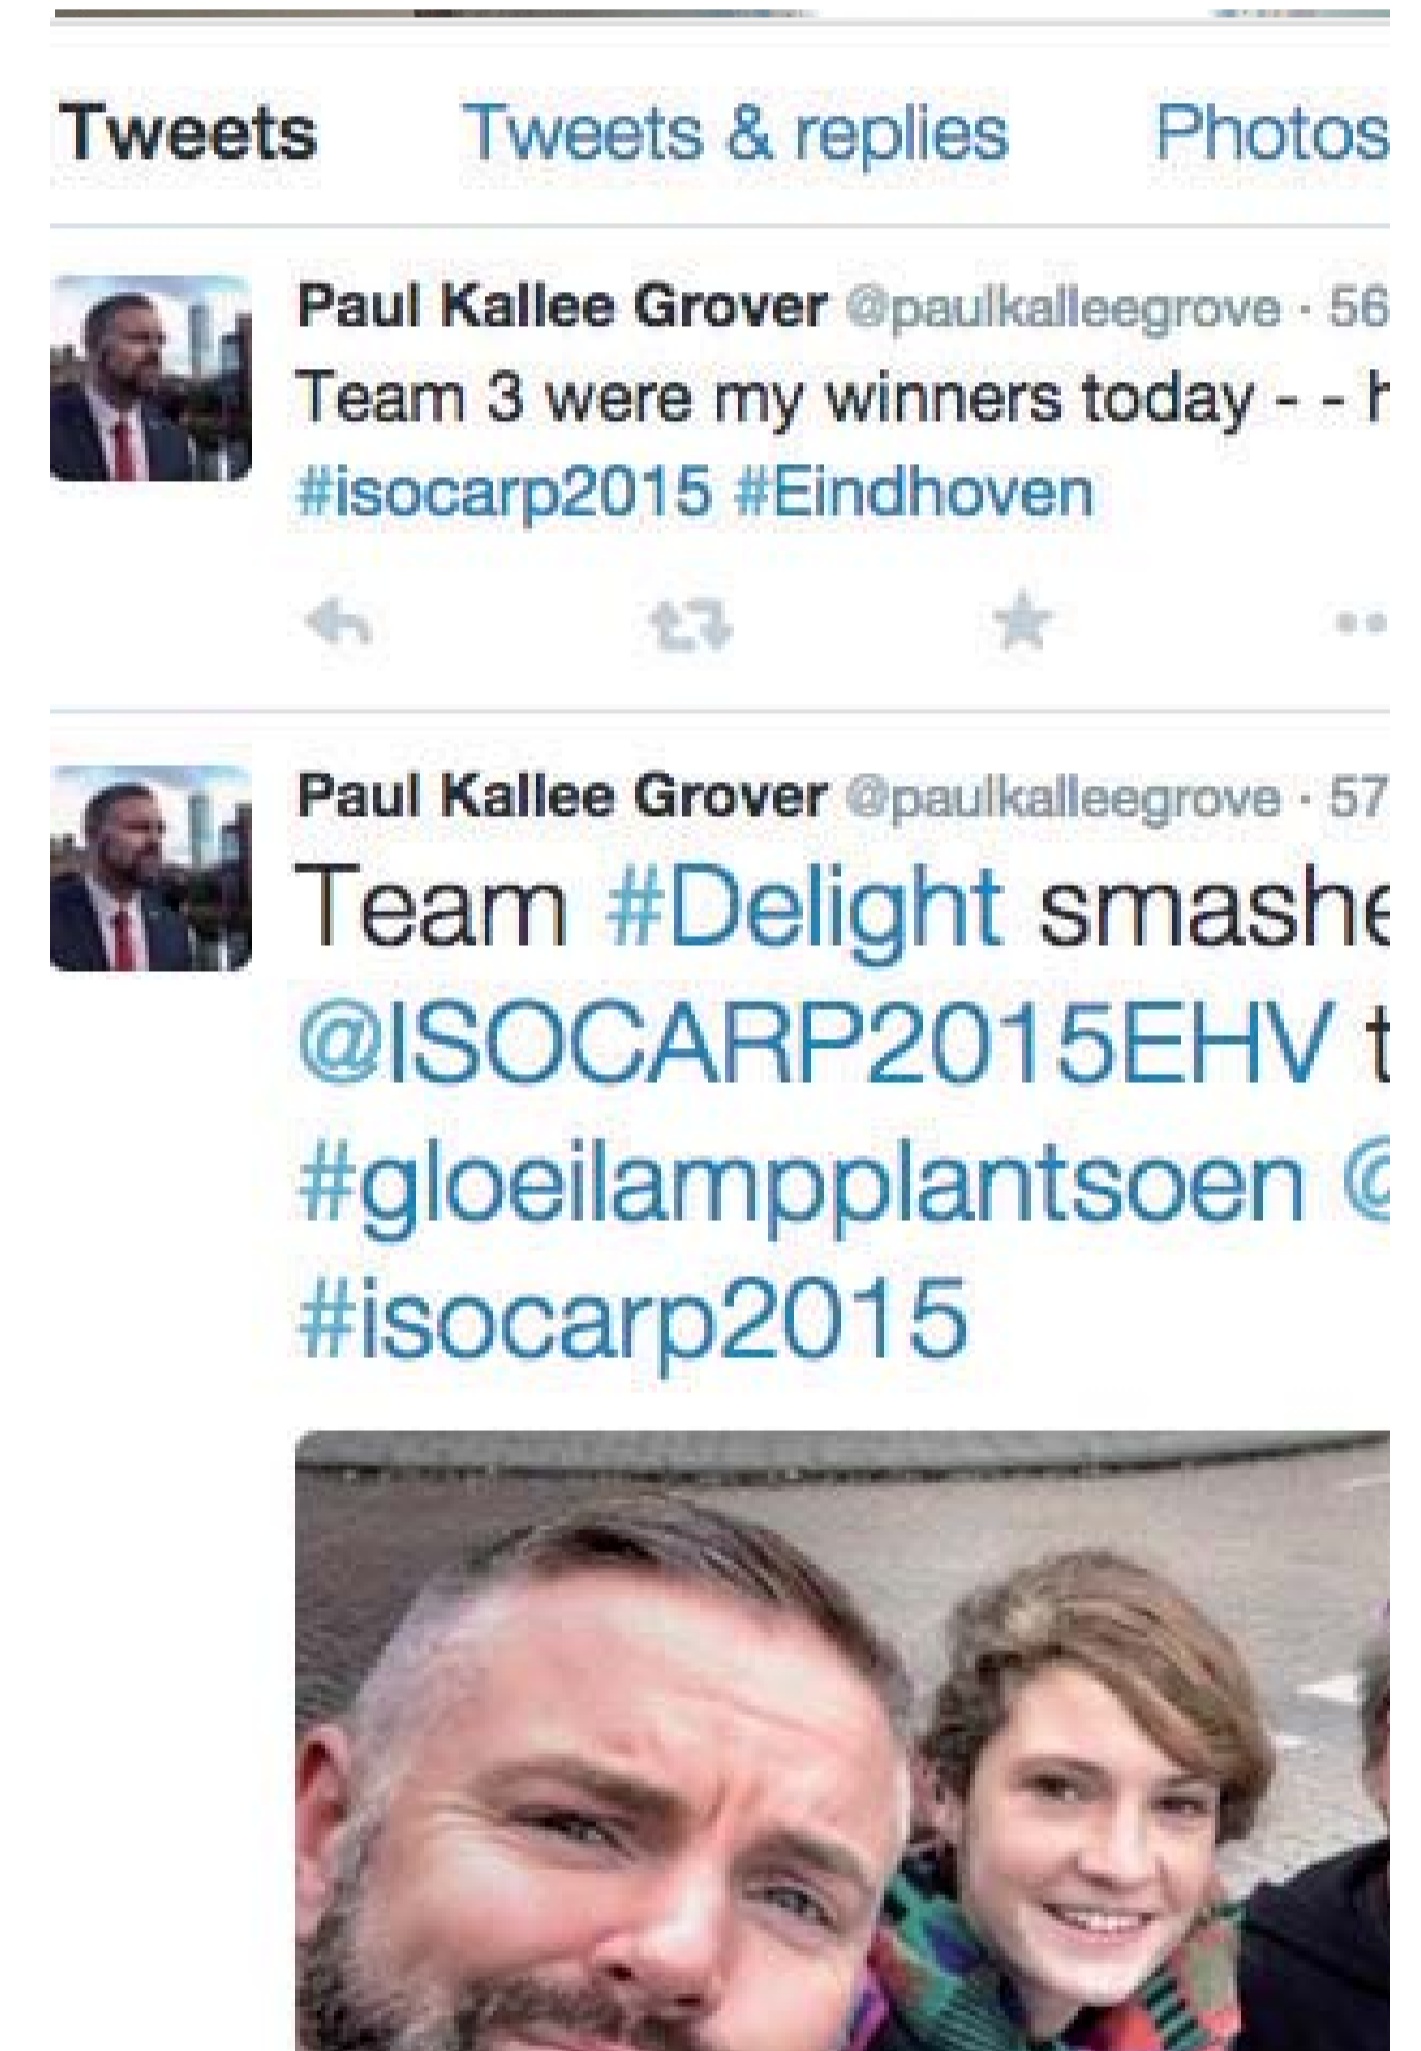 Tweets Tweets & replies Photos
Paul Kallee Grover @paulkalleegrove · 56
Team 3 were my winners today - - h
#isocarp2015 #Eindhoven
Paul Kallee Grover @paulkalleegrove · 57
Team #Delight smashe
@ISOCARP2015EHV t
#gloeilampplantsoen @
#isocarp2015